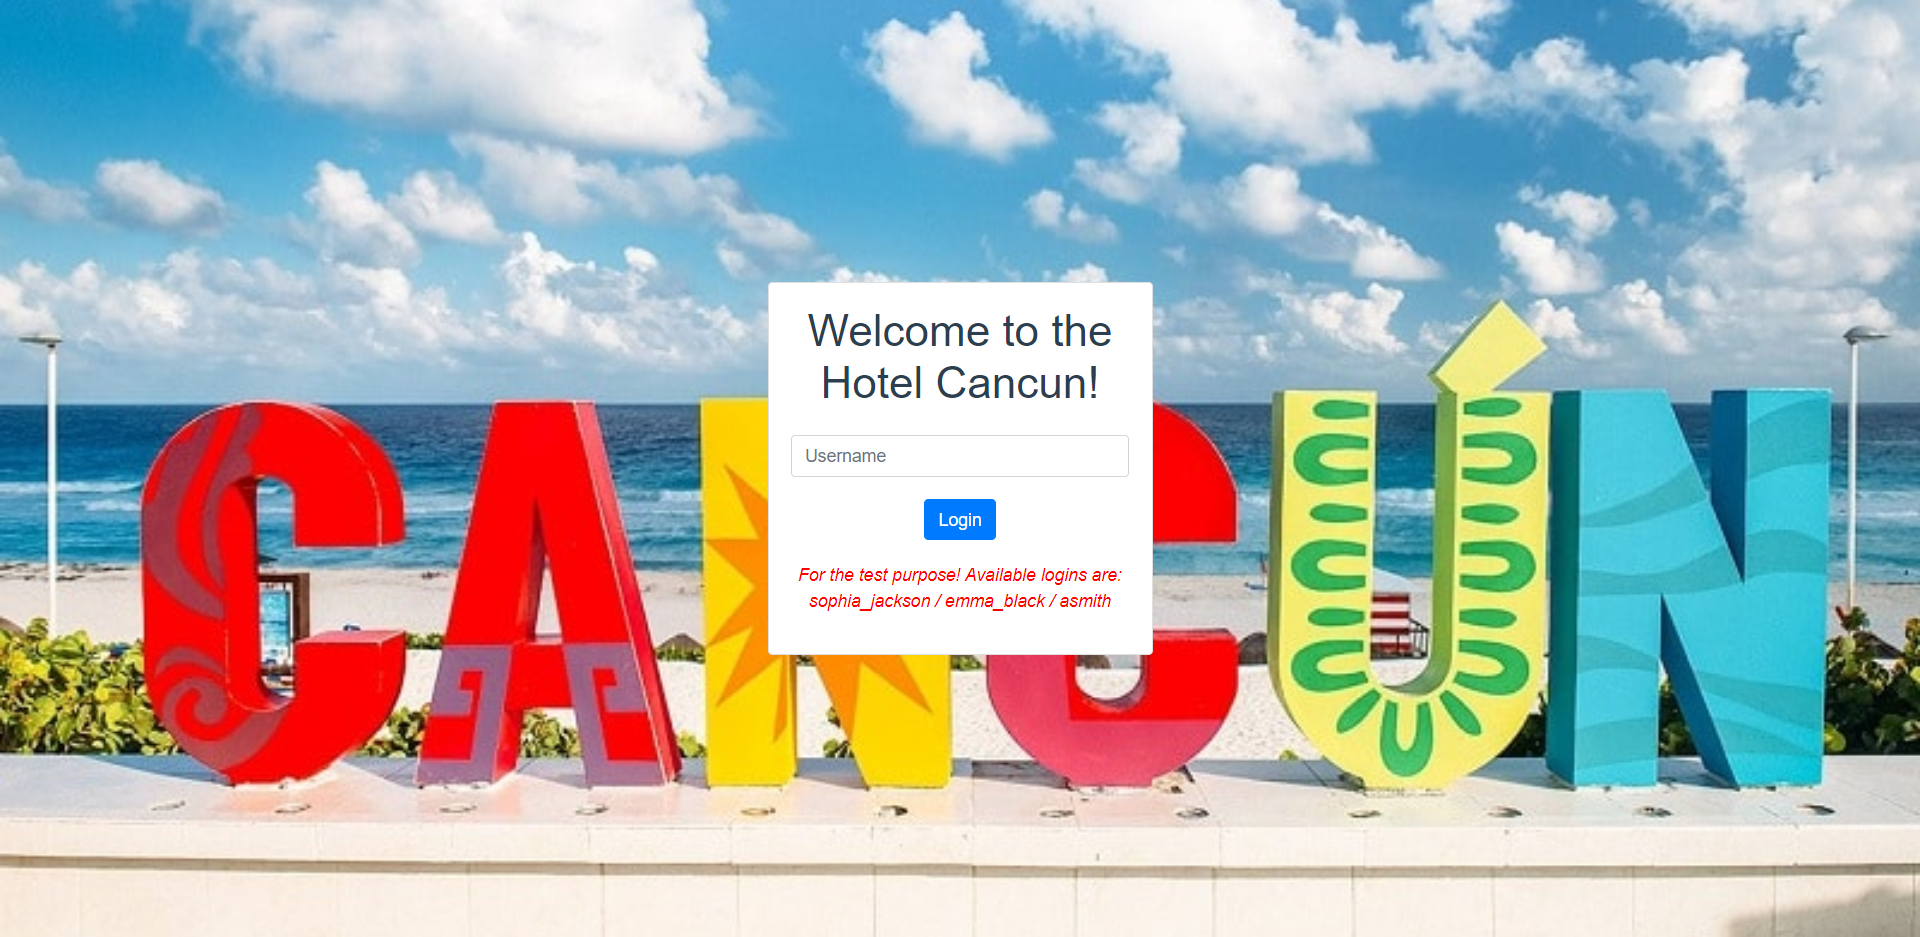 Welcome to the
Hotel Cancun!
Username
Login
For the test purpose! Available logins are:
sophia_jackson / emma_black / asmith
CANCÚN